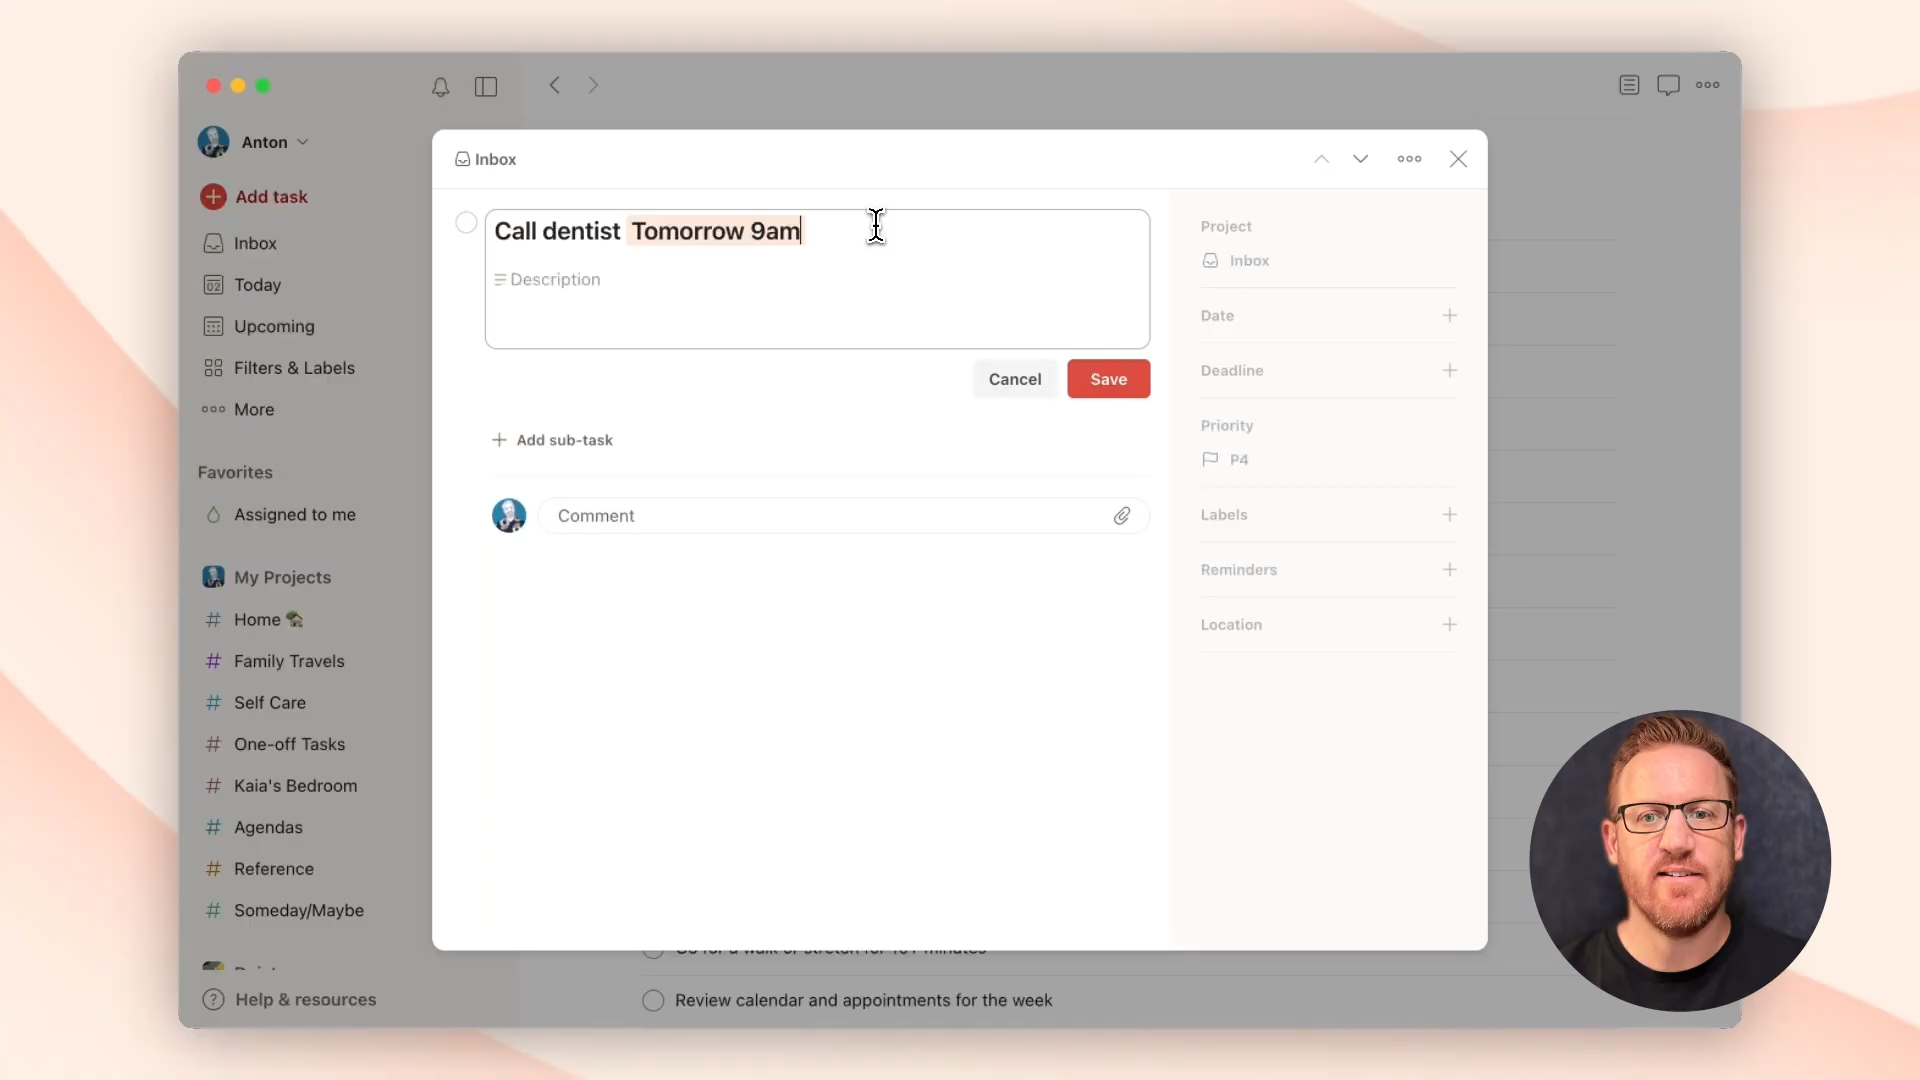 Anton
Add task
Inbox
02 Today
Upcoming
Filters & Labels
More
Favorites
Assigned to me
My Projects
# Home
# Family Travels
# Self Care
# One-off Tasks
# Kaia's Bedroom
# Agendas
# Reference
# Someday/Maybe
? Help & resources
Inbox
Call dentist Tomorrow 9am
Description
Cancel
Save
+ Add sub-task
Comment
Project
Inbox
Date +
Deadline +
Priority
P4
Labels +
Reminders +
Location +
Review calendar and appointments for the week